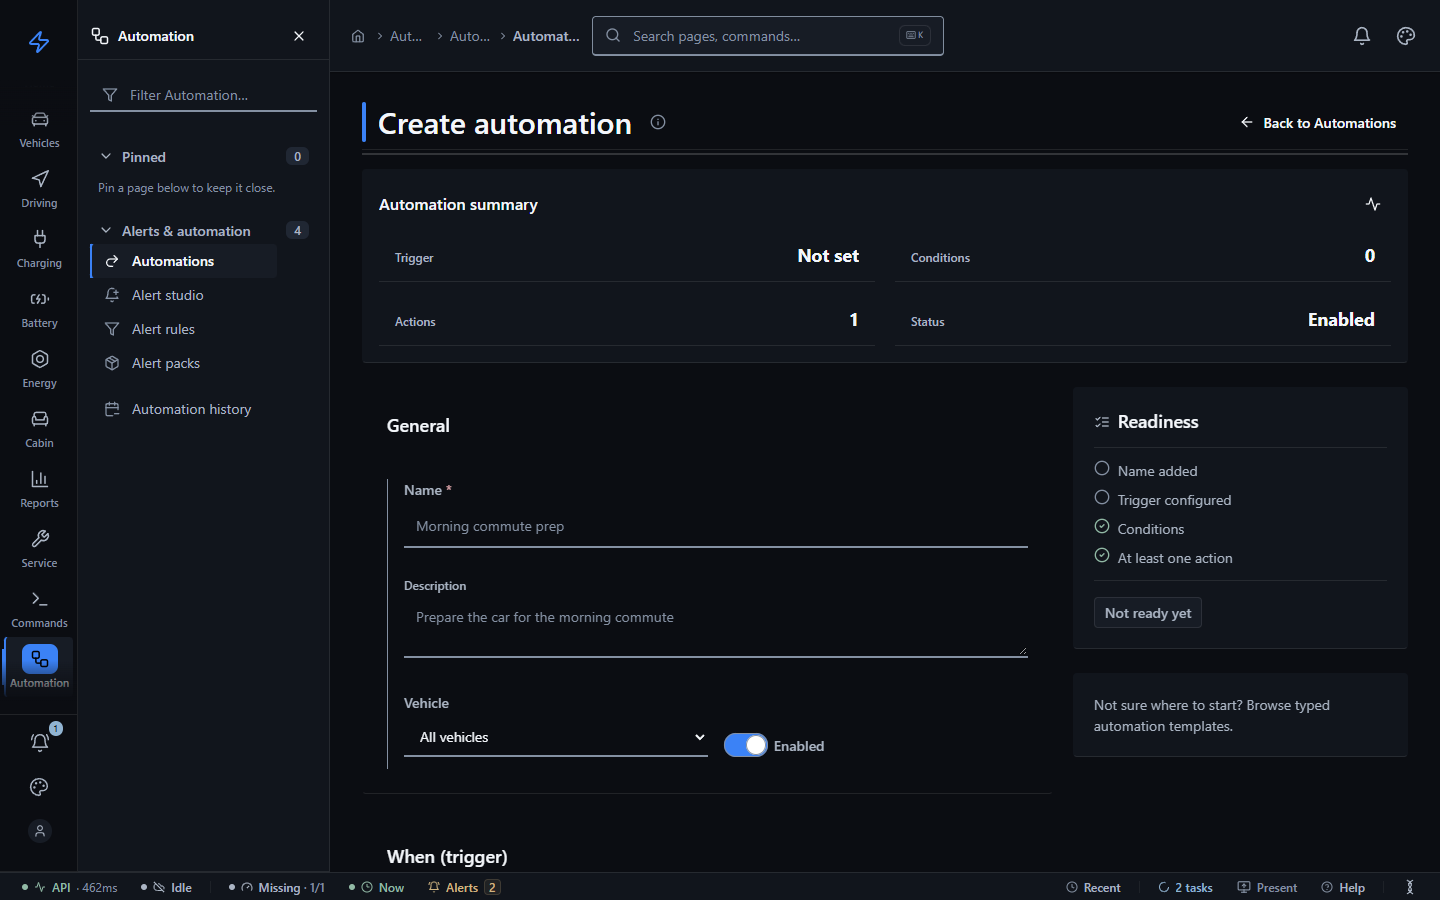 Automation
Filter Automation...
Pinned
0
Pin a page below to keep it close.
Alerts & automation
4
Automations
Alert studio
Alert rules
Alert packs
Automation history
Vehicles
Driving
Charging
Battery
Energy
Cabin
Reports
Service
Commands
Automation
1
Aut...
Auto...
Automat...
Search pages, commands...
K
Create automation
Back to Automations
Automation summary
Trigger
Not set
Conditions
0
Actions
1
Status
Enabled
General
Name *
Morning commute prep
Description
Prepare the car for the morning commute
Vehicle
All vehicles
Enabled
When (trigger)
Readiness
Name added
Trigger configured
Conditions
At least one action
Not ready yet
Not sure where to start? Browse typed
automation templates.
API · 462ms
Idle
Missing · 1/1
Now
Alerts 2
Recent
2 tasks
Present
Help